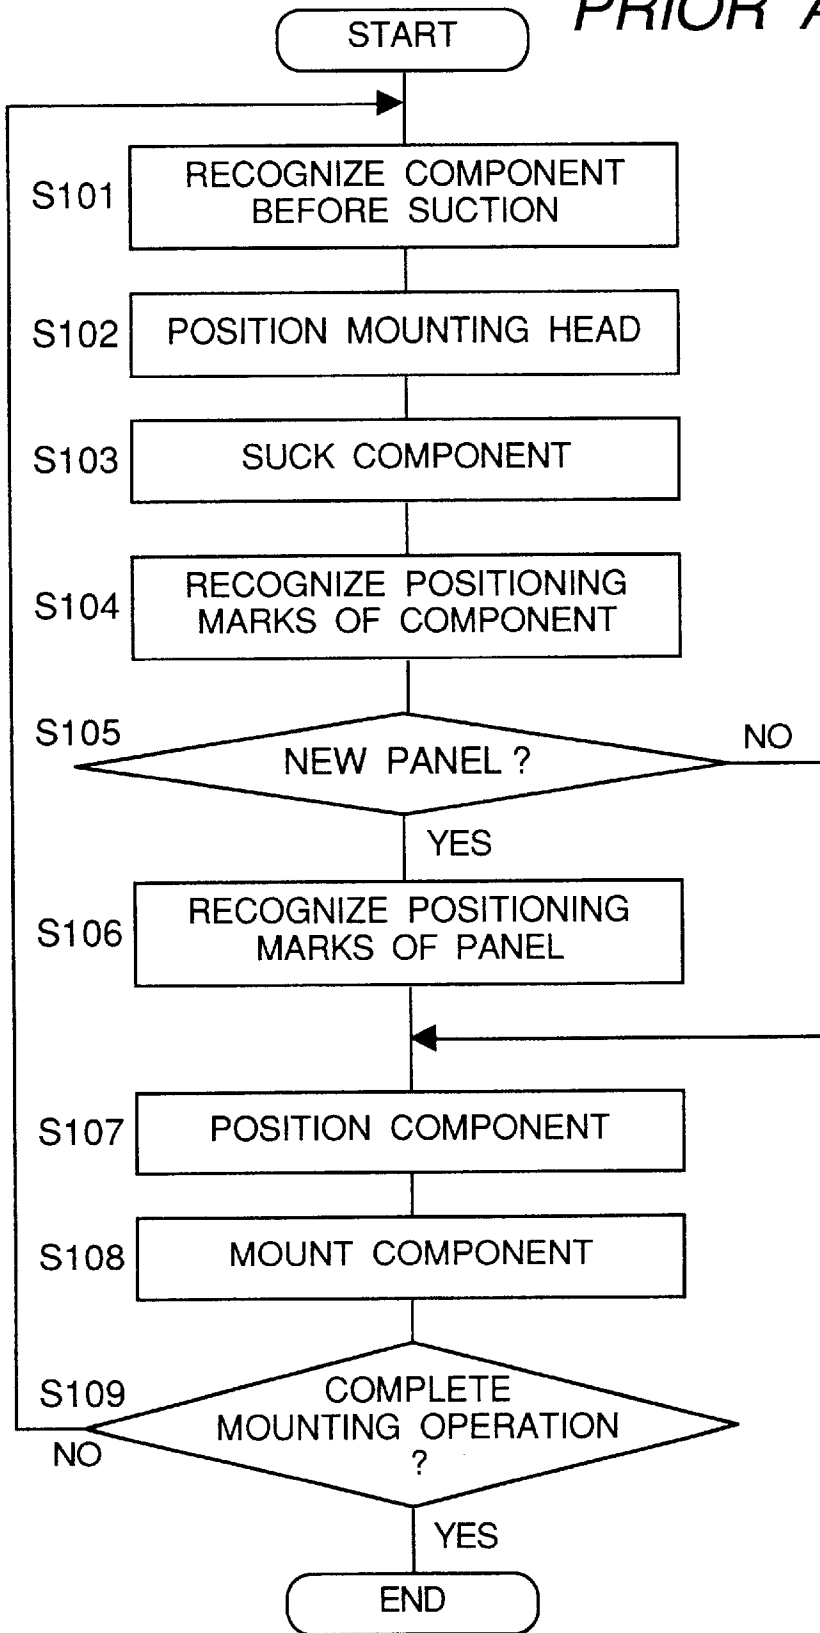 PRIOR A
START
S101
RECOGNIZE COMPONENT
BEFORE SUCTION
S102
POSITION MOUNTING HEAD
S103
SUCK COMPONENT
S104
RECOGNIZE POSITIONING
MARKS OF COMPONENT
S105
NEW PANEL ?
NO
YES
S106
RECOGNIZE POSITIONING
MARKS OF PANEL
S107
POSITION COMPONENT
S108
MOUNT COMPONENT
S109
COMPLETE
MOUNTING OPERATION
?
NO
YES
END